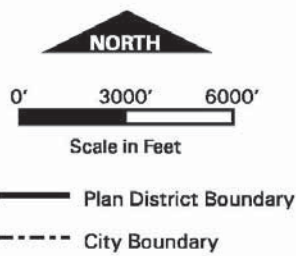 NORTH
0' 3000' 6000'
Scale in Feet
Plan District Boundary
City Boundary